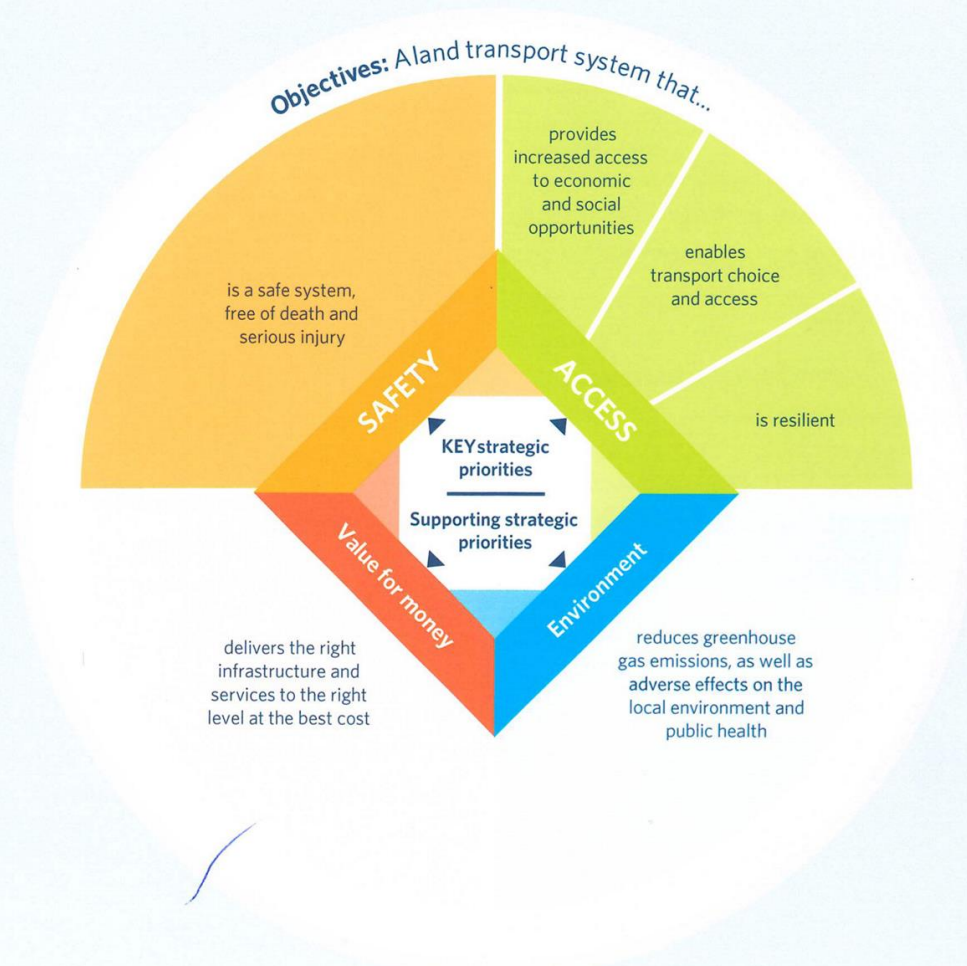 Objectives: A land transport system that...
provides
increased access
to economic
and social
opportunities
enables
transport choice
and access
is a safe system,
free of death and
serious injury
SAFETY
ACCESS
is resilient
KEY strategic
priorities
Supporting strategic
priorities
Value for money
Environment
delivers the right
infrastructure and
services to the right
level at the best cost
reduces greenhouse
gas emissions, as well as
adverse effects on the
local environment and
public health